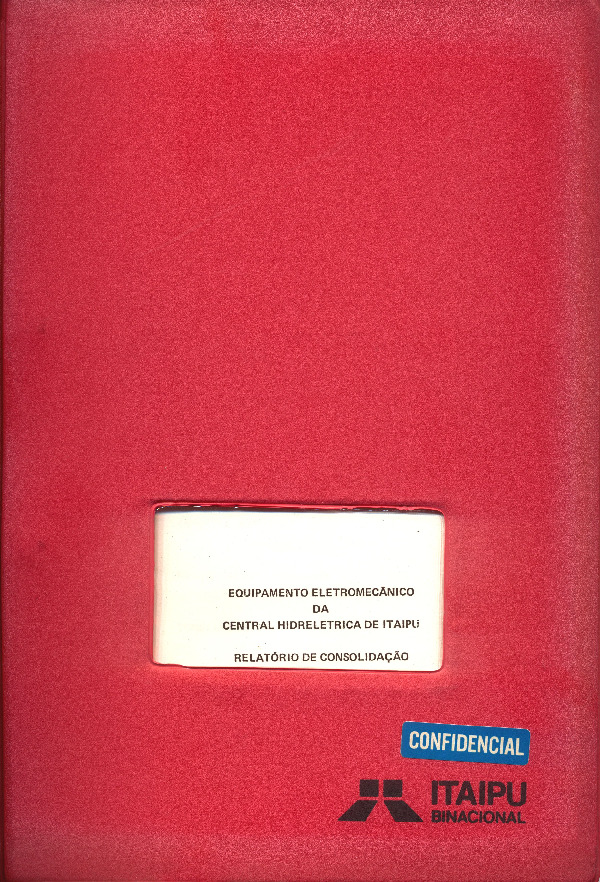 EQUIPAMENTO ELETROMECÂNICO
DA
CENTRAL HIDRELETRICA DE ITAIPU
RELATÓRIO DE CONSOLIDAÇÃO
CONFIDENCIAL
ITAIPU
BINACIONAL